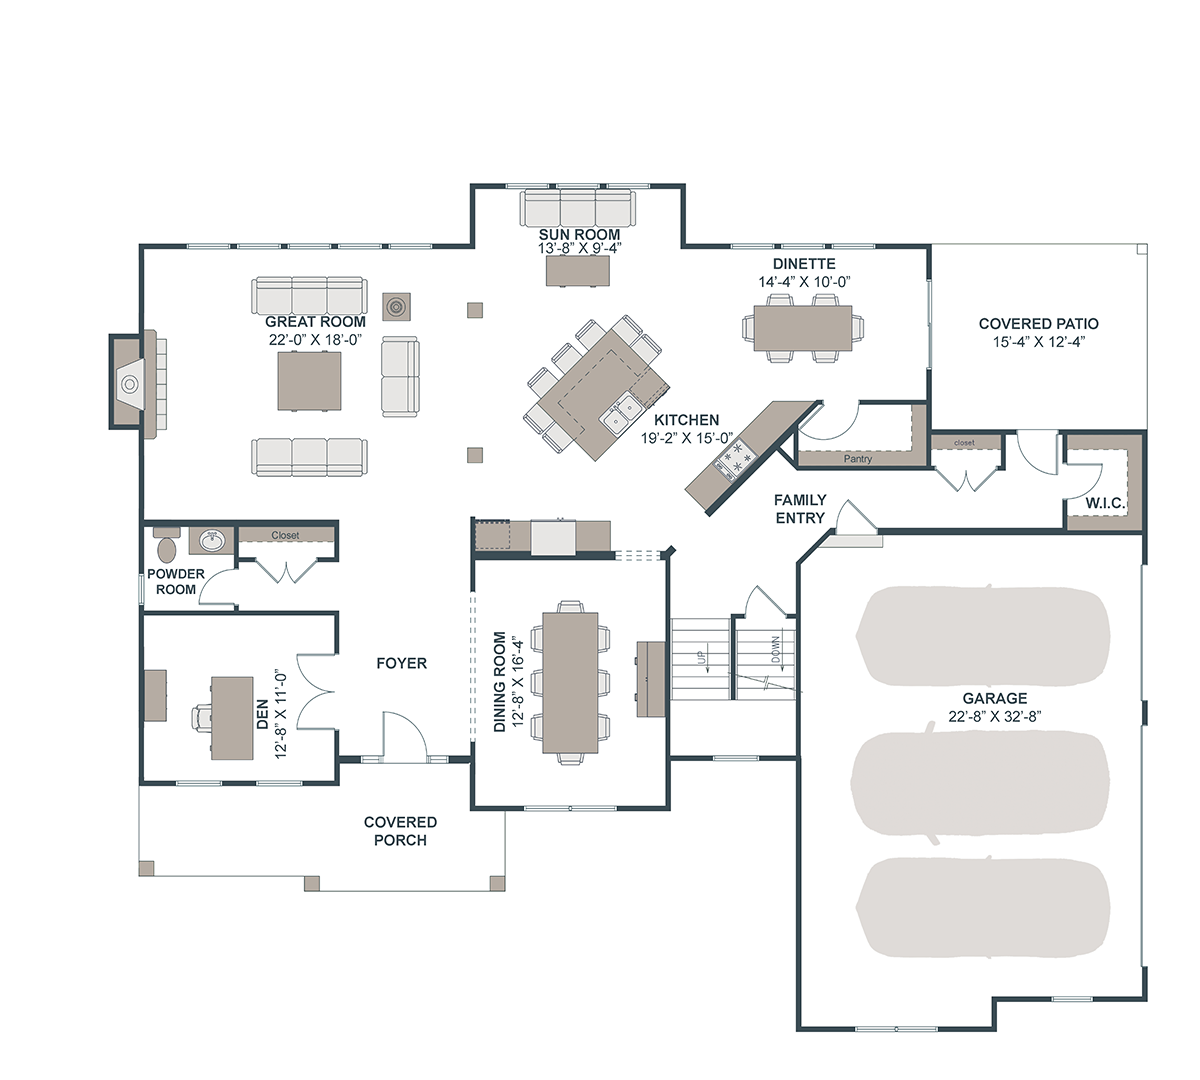 SUN ROOM
13'-8" X 9'-4"
DINETTE
14'-4" X 10'-0"
GREAT ROOM
22'-0" X 18'-0"
COVERED PATIO
15'-4" X 12'-4"
KITCHEN
19'-2" X 15'-0"
closet
Pantry
W.I.C.
FAMILY
ENTRY
Closet
POWDER
ROOM
FOYER
DINING ROOM
12'-8" X 16'-4"
UP
DOWN
DEN
12'-8" X 11'-0"
GARAGE
22'-8" X 32'-8"
COVERED
PORCH